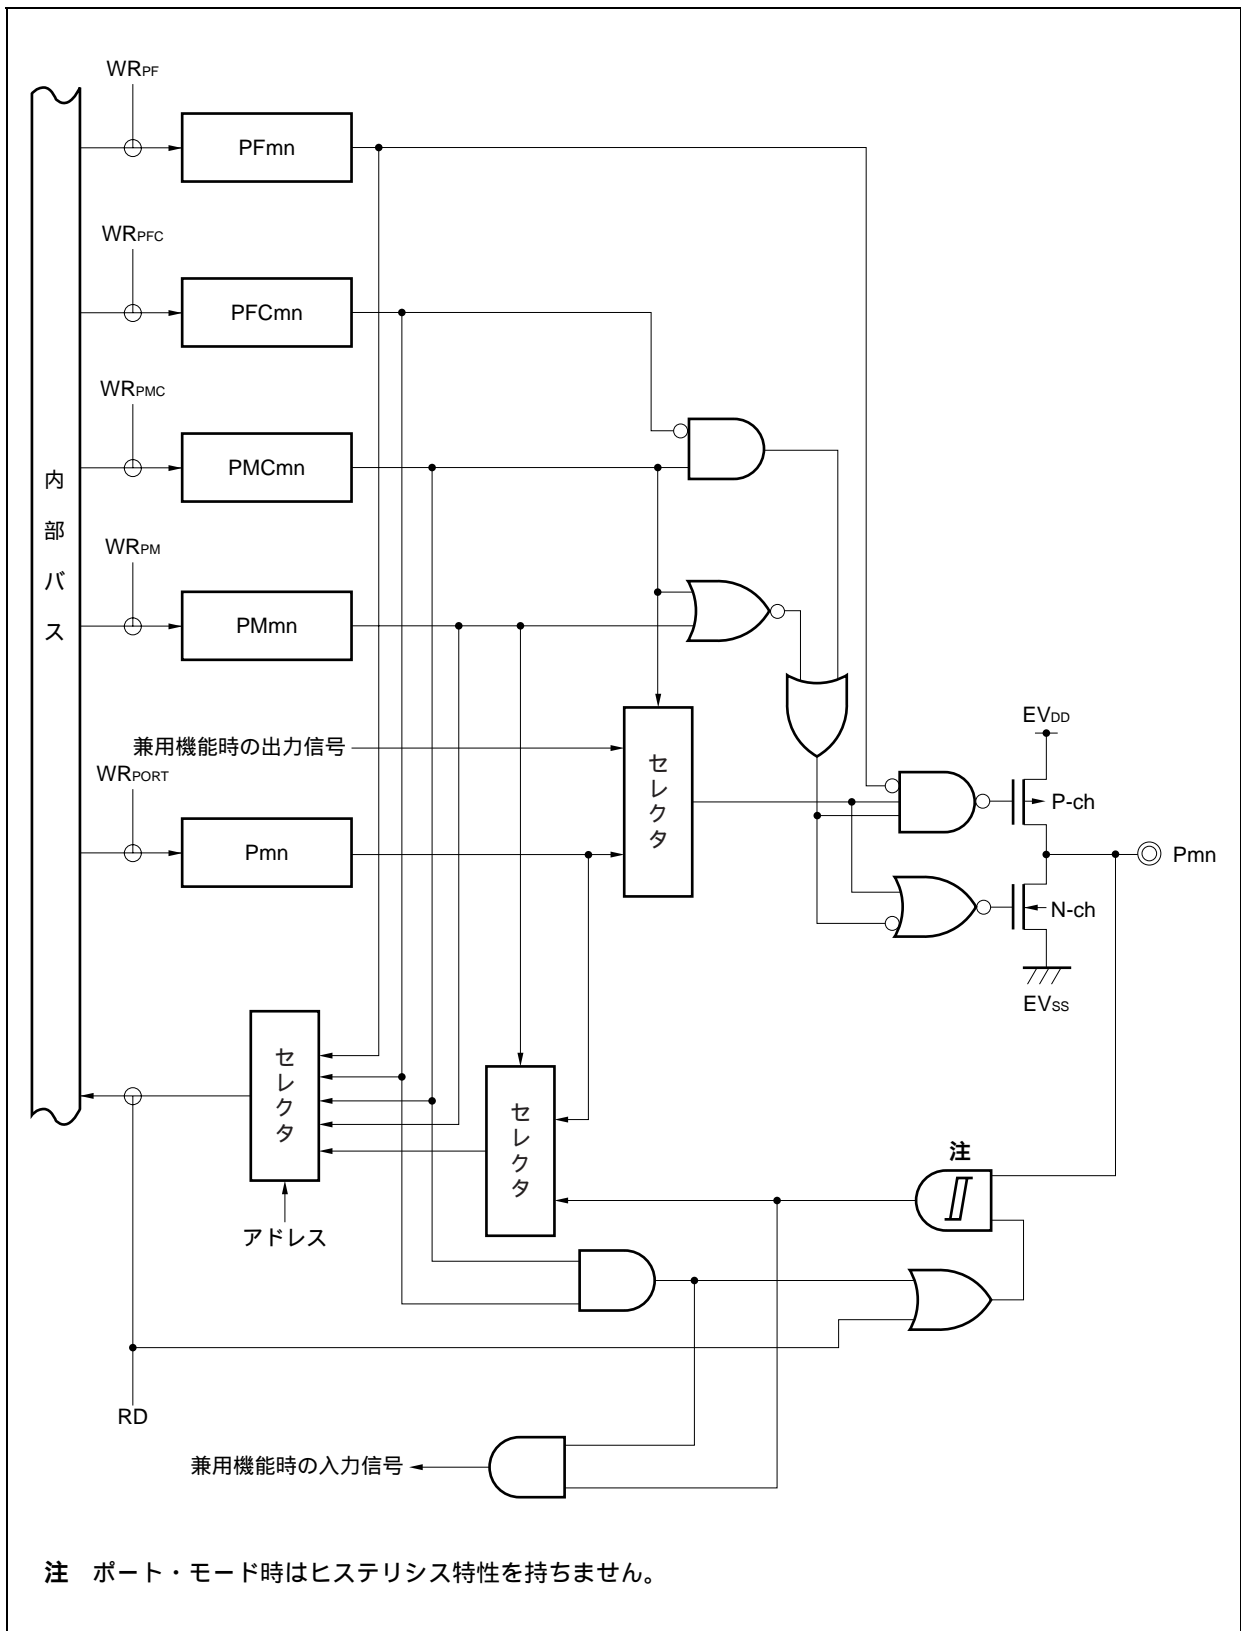 WRPF
PFmn
WRPFC
PFCmn
WRPMC
PMCmn
内部バス
WRPM
PMmn
兼用機能時の出力信号
セレクタ
WRPORT
Pmn
EVDD
P-ch
Pmn
N-ch
EVSS
セレクタ
セレクタ
注
アドレス
RD
兼用機能時の入力信号
注 ポート・モード時はヒステリシス特性を持ちません。